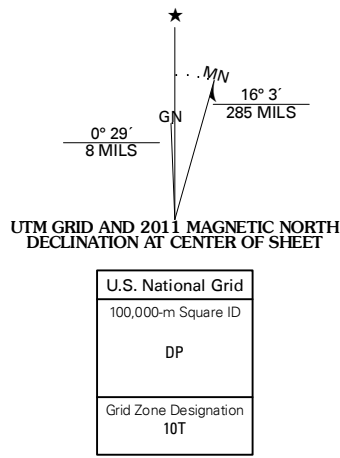 ★
MN
16° 3´
285 MILS
GN
0° 29´
8 MILS
UTM GRID AND 2011 MAGNETIC NORTH
DECLINATION AT CENTER OF SHEET
U.S. National Grid
100,000-m Square ID
DP
Grid Zone Designation
10T